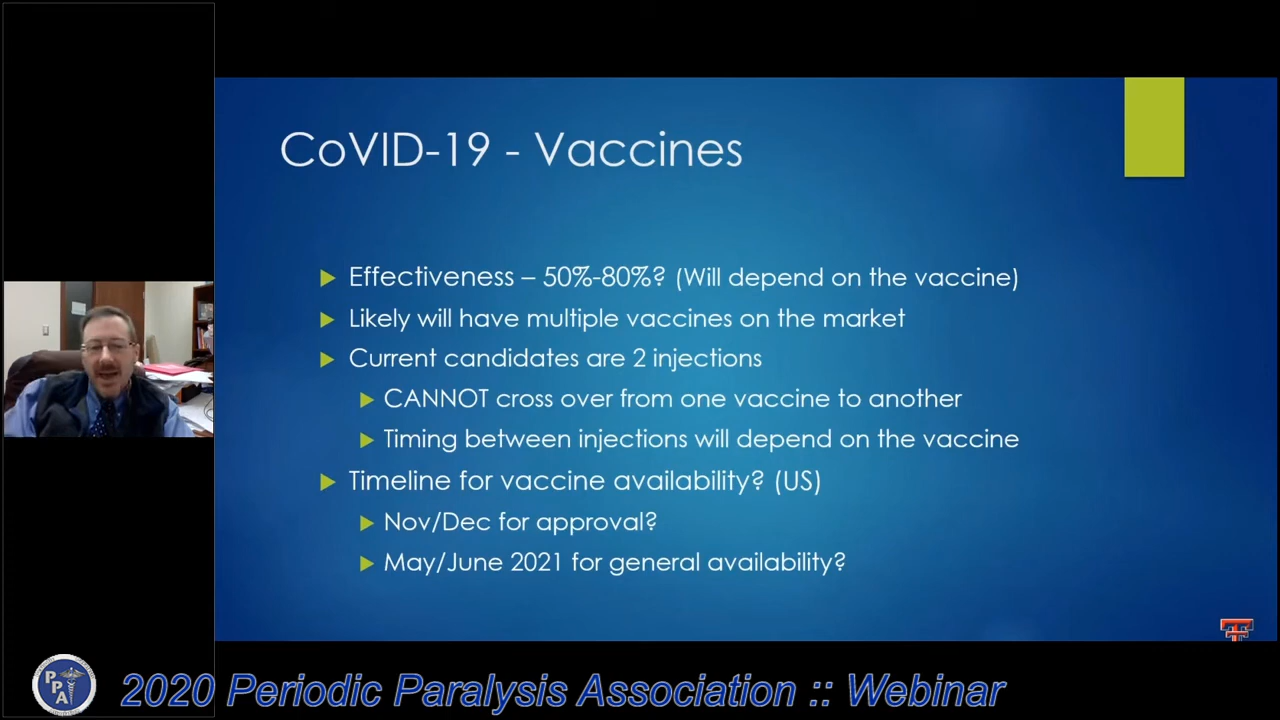 CoVID-19 - Vaccines
Effectiveness – 50%-80%? (Will depend on the vaccine)
Likely will have multiple vaccines on the market
Current candidates are 2 injections
CANNOT cross over from one vaccine to another
Timing between injections will depend on the vaccine
Timeline for vaccine availability? (US)
Nov/Dec for approval?
May/June 2021 for general availability?
PPA
2020 Periodic Paralysis Association :: Webinar